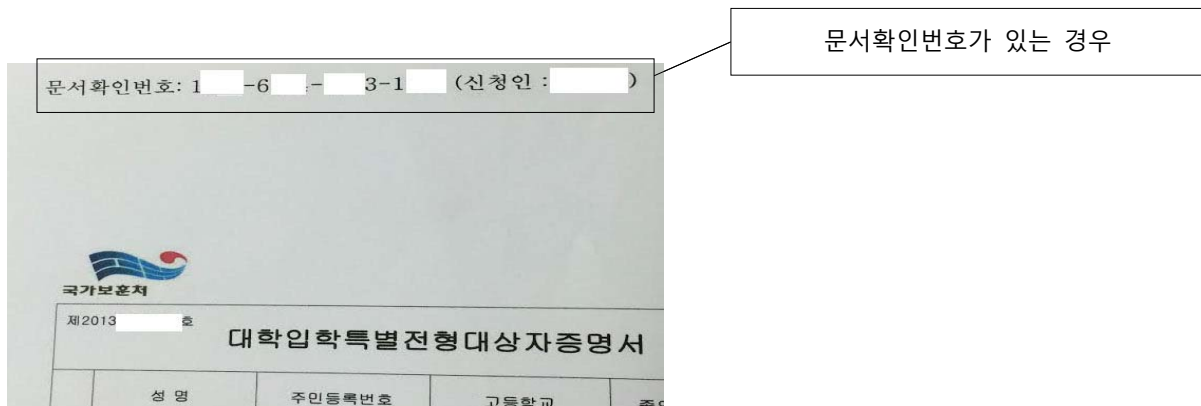 문서확인번호가 있는 경우
문서확인번호: 1 -6 - 3-1 (신청인 : )
국가보훈처
제2013 호
대학입학특별전형대상자증명서
성 명 주민등록번호 고등학교